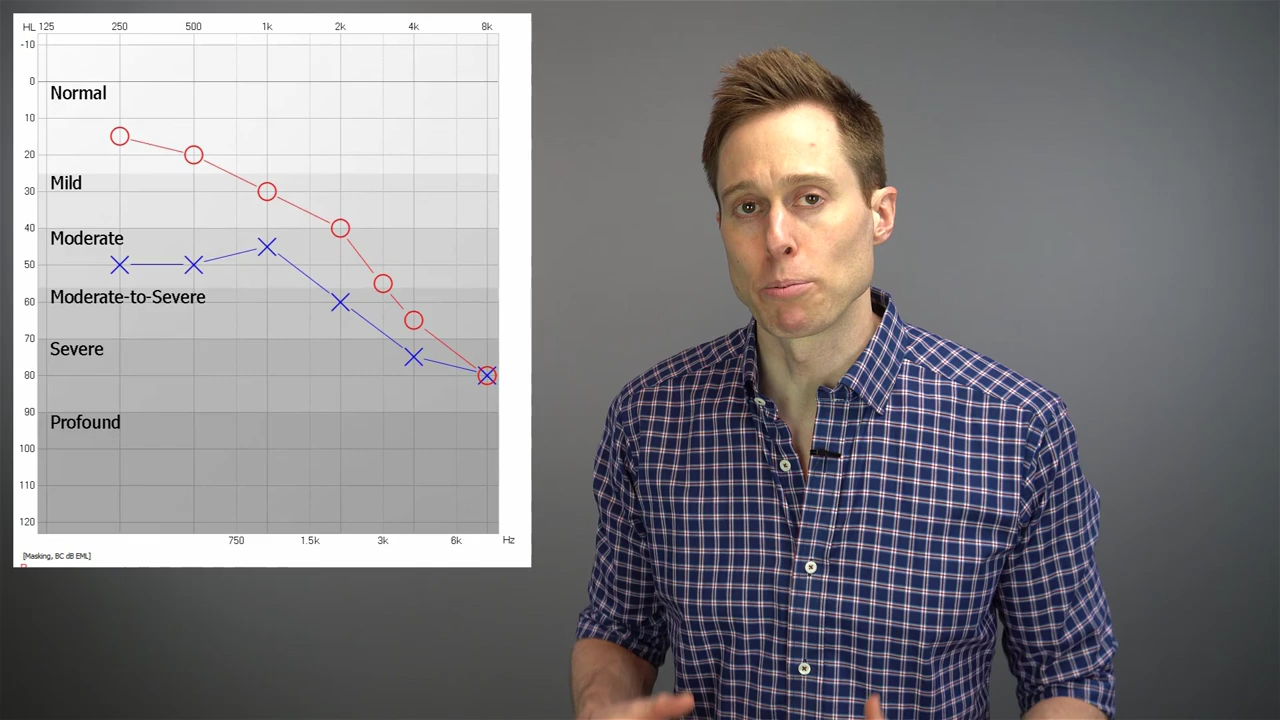 HL 125 250 500 1k 2k 4k 8k
-10
0
Normal
10
20
Mild
30
40
Moderate
50
Moderate-to-Severe
60
70
Severe
80
90
Profound
100
110
120
750 1.5k 3k 6k Hz
[Masking, BC dB EML]